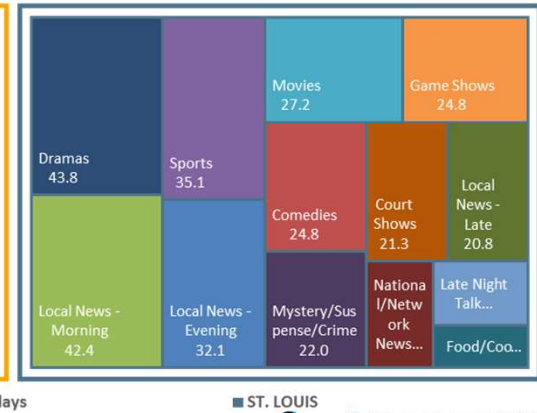 Dramas
43.8
Sports
35.1
Movies
27.2
Game Shows
24.8
Comedies
24.8
Court
Shows
21.3
Local
News -
Late
20.8
Local News -
Morning
42.4
Local News -
Evening
32.1
Mystery/Sus
pense/Crime
22.0
Nationa
l/Netw
ork
News...
Late Night
Talk...
Food/Coo...
lays
ST. LOUIS